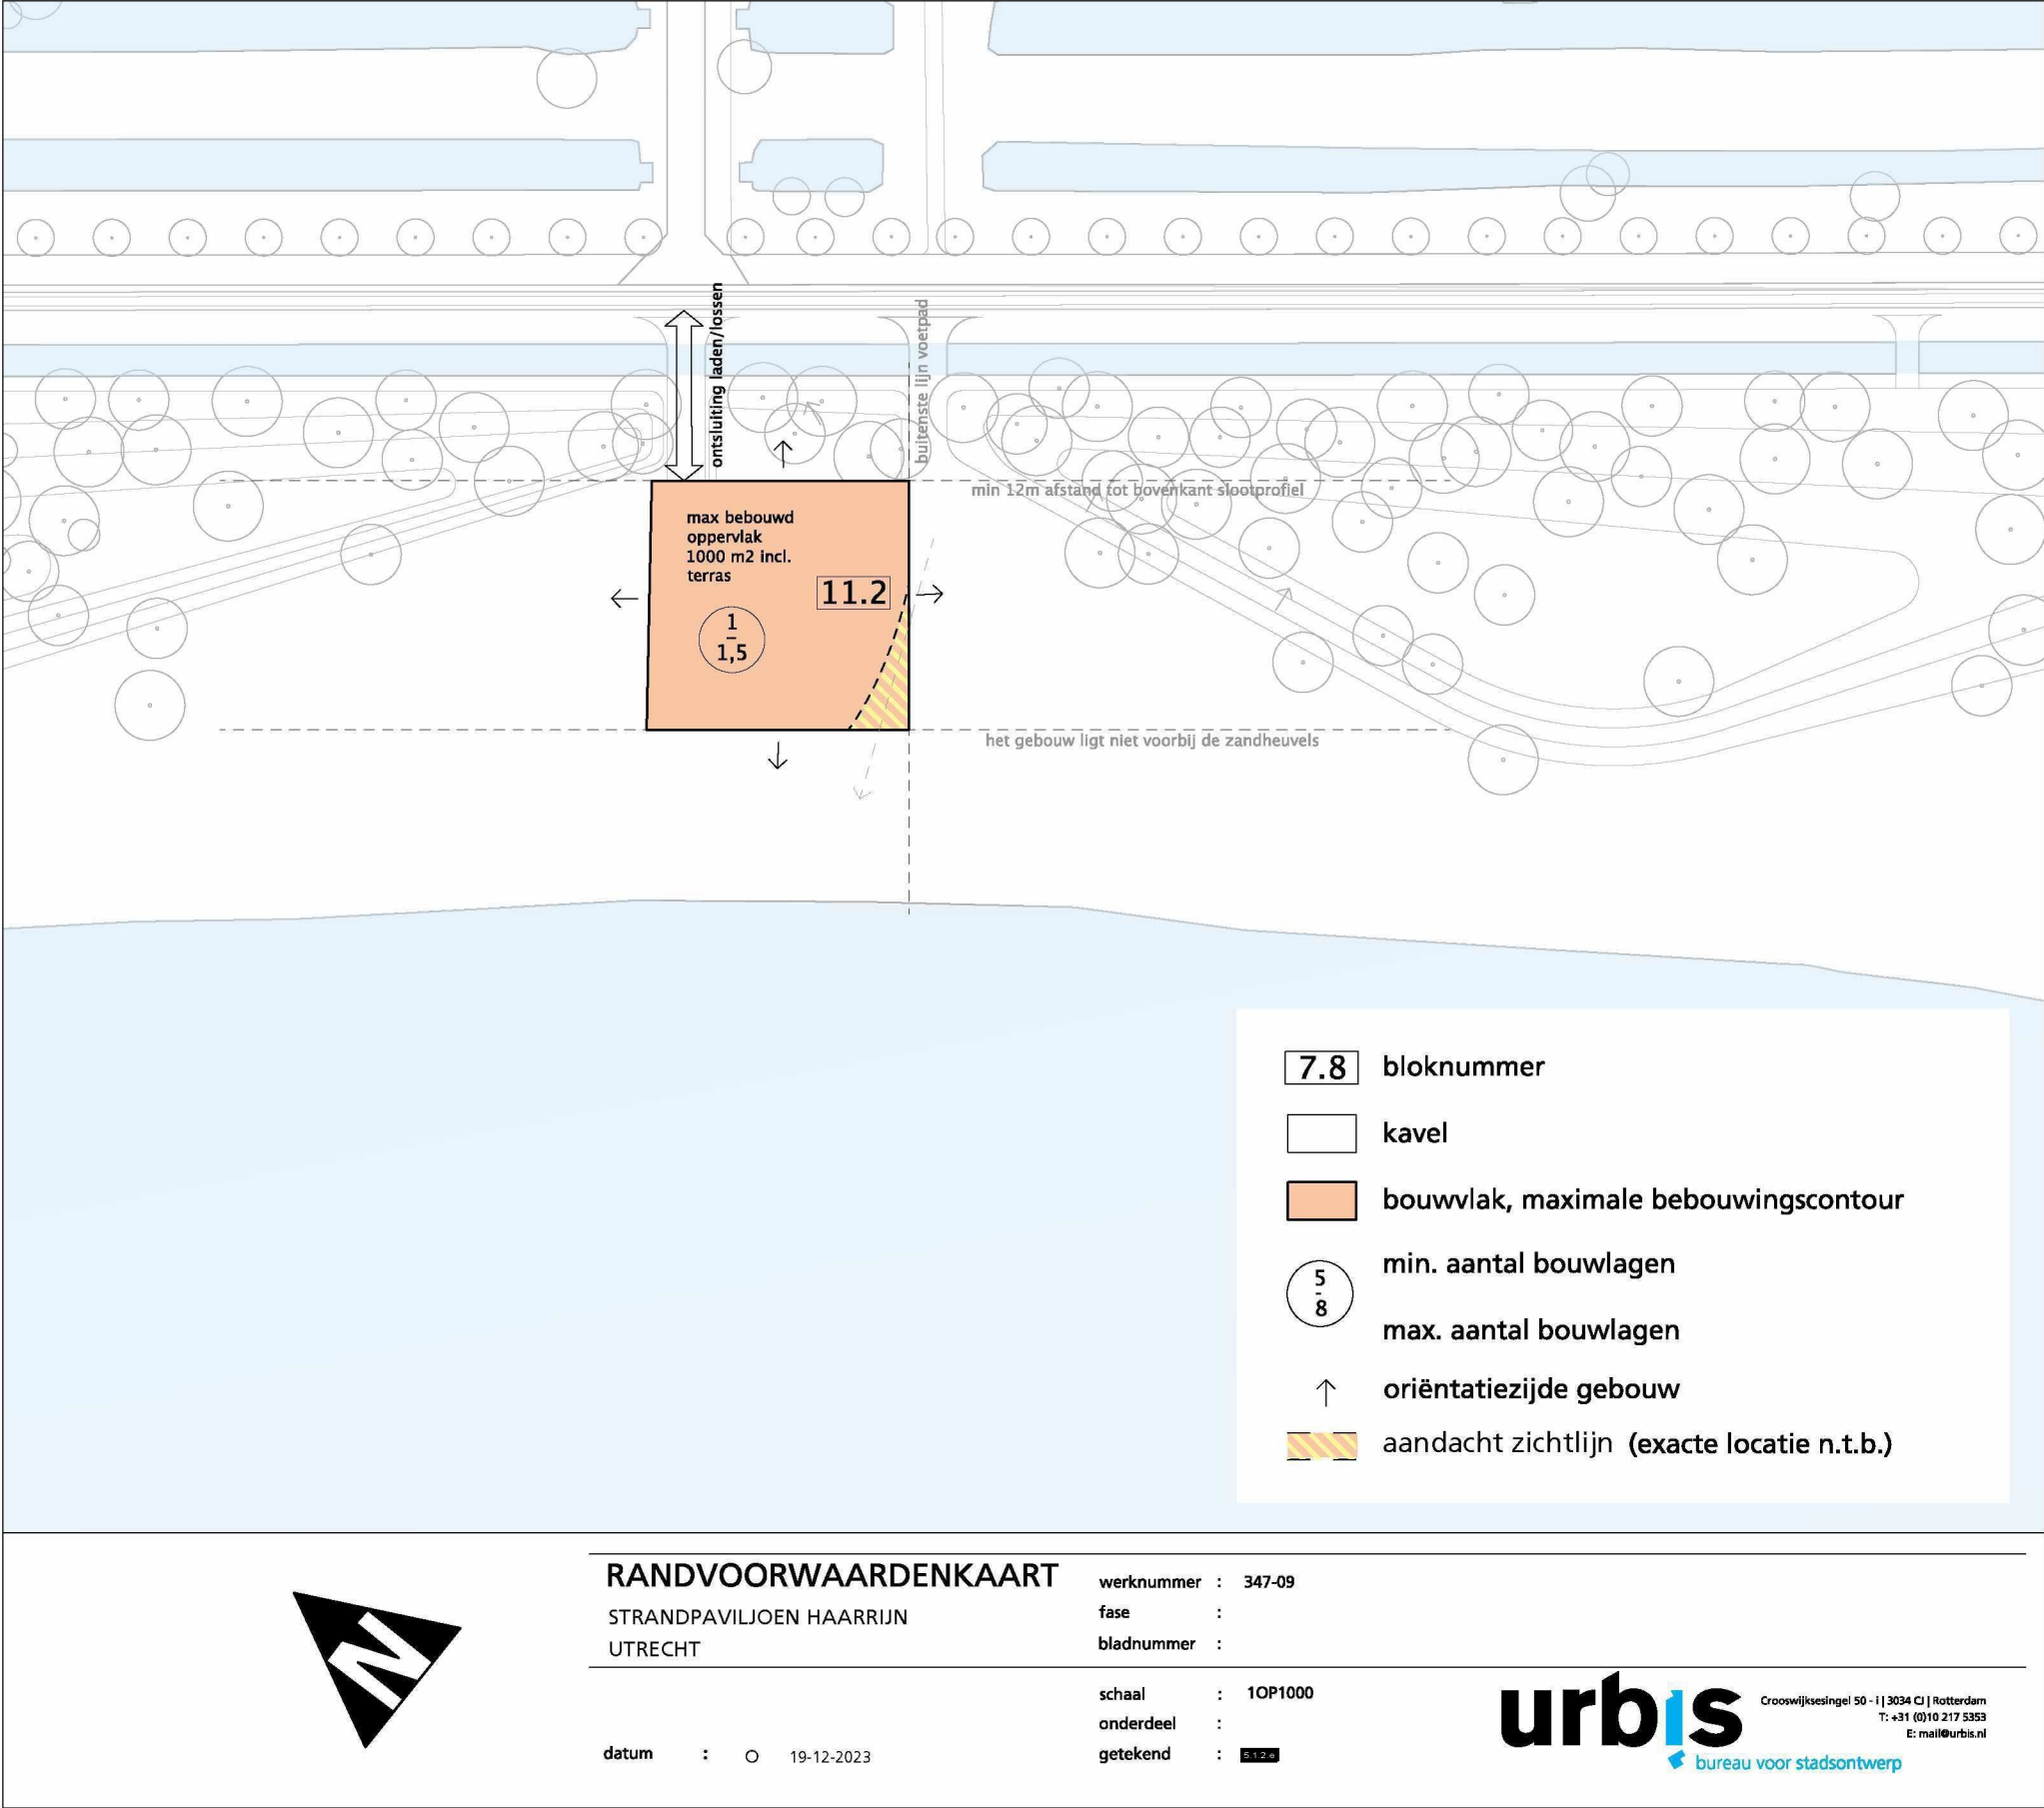 ontsluiting laden/lossen
buitenste lijn voetpad
min 12m afstand tot bovenkant slootprofiel
max bebouwd
oppervlak
1000 m2 incl.
terras
11.2
1
-
1,5
het gebouw ligt niet voorbij de zandheuvels
7.8 bloknummer
kavel
bouwvlak, maximale bebouwingscontour
5
-
8
min. aantal bouwlagen
max. aantal bouwlagen
oriëntatiezijde gebouw
aandacht zichtlijn (exacte locatie n.t.b.)
N
RANDVOORWAARDENKAART
STRANDPAVILJOEN HAARRIJN
UTRECHT
werknummer : 347-09
fase :
bladnummer :
schaal : 1OP1000
onderdeel :
getekend : 5.1.2 e
datum : O 19-12-2023
urbis
bureau voor stadsontwerp
Crooswijksesingel 50 - i | 3034 CJ | Rotterdam
T: +31 (0)10 217 5353
E: mail@urbis.nl